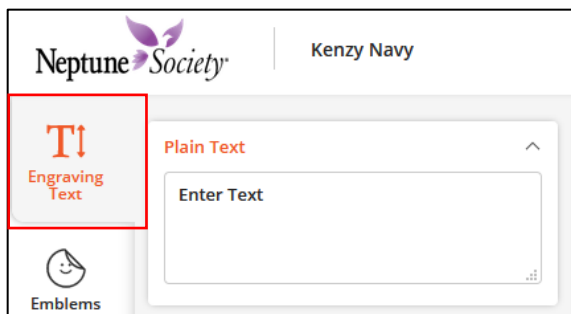 Neptune Society
Kenzy Navy
Engraving
Text
Plain Text
Enter Text
Emblems